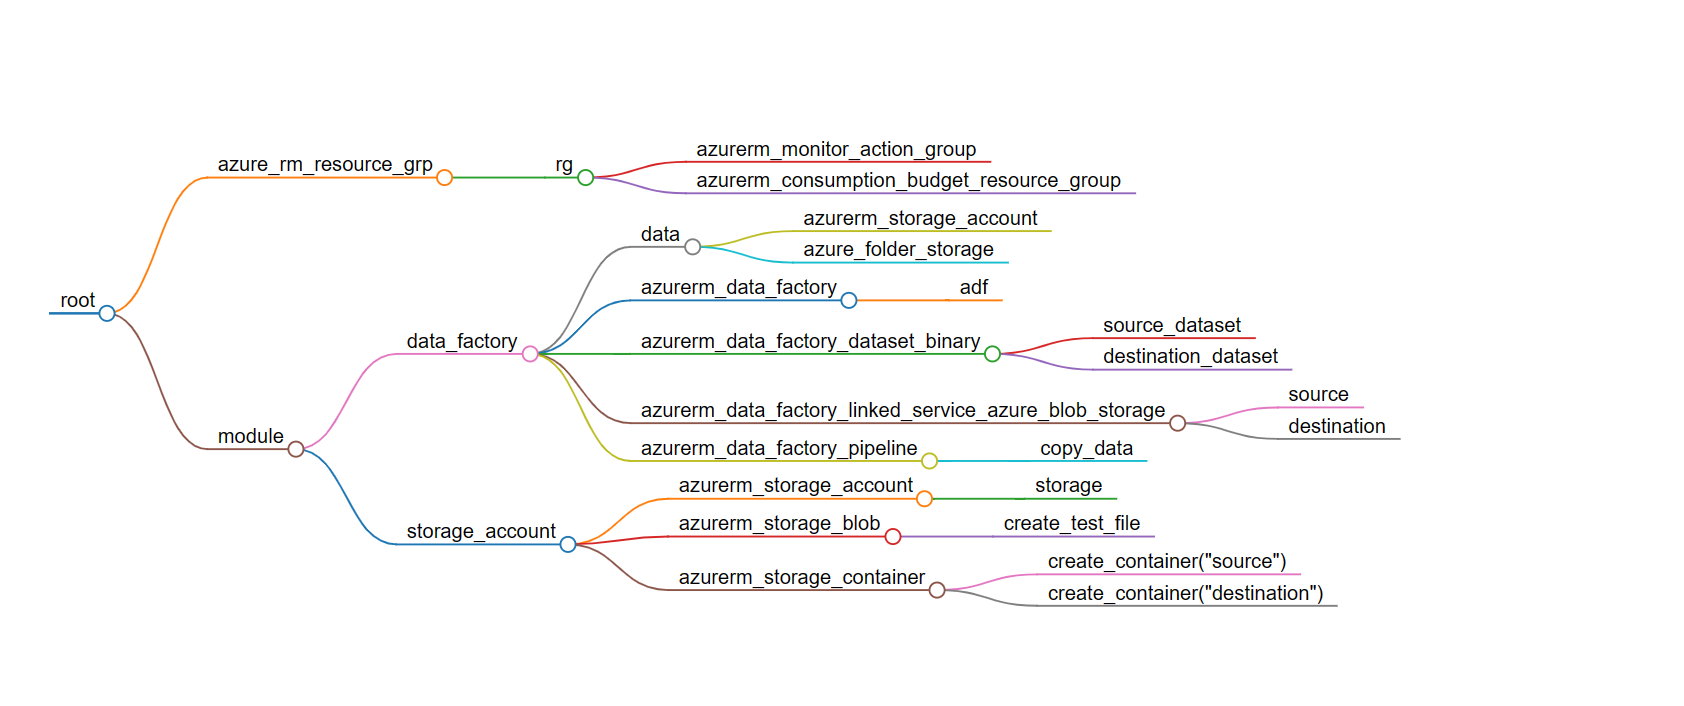 root
azure_rm_resource_grp
rg
azurerm_monitor_action_group
azurerm_consumption_budget_resource_group
module
data_factory
data
azurerm_storage_account
azure_folder_storage
azurerm_data_factory
adf
azurerm_data_factory_dataset_binary
source_dataset
destination_dataset
azurerm_data_factory_linked_service_azure_blob_storage
source
destination
azurerm_data_factory_pipeline
copy_data
storage_account
azurerm_storage_account
storage
azurerm_storage_blob
create_test_file
azurerm_storage_container
create_container("source")
create_container("destination")